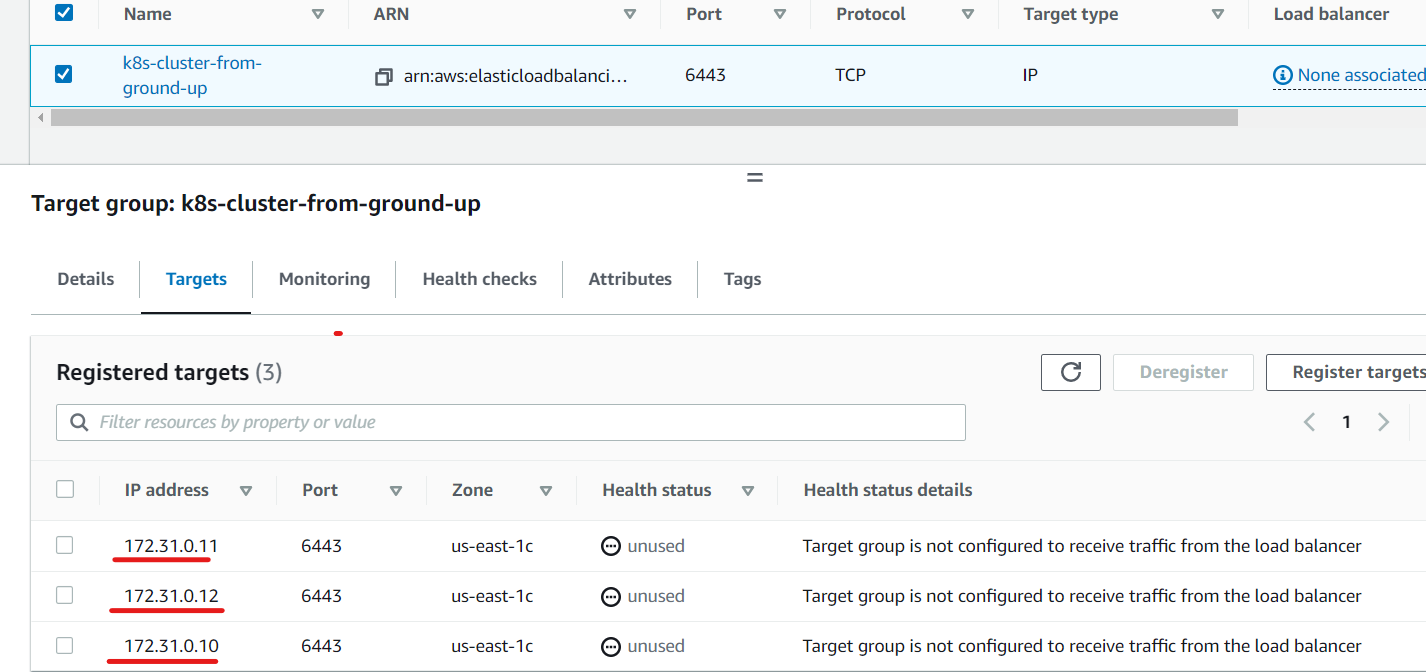 Name ARN Port Protocol Target type Load balancer
k8s-cluster-from-
ground-up
arn:aws:elasticloadbalanci... 6443 TCP IP None associated
Target group: k8s-cluster-from-ground-up
Details Targets Monitoring Health checks Attributes Tags
Registered targets (3) Deregister Register targets
Filter resources by property or value 1
IP address Port Zone Health status Health status details
172.31.0.11 6443 us-east-1c unused Target group is not configured to receive traffic from the load balancer
172.31.0.12 6443 us-east-1c unused Target group is not configured to receive traffic from the load balancer
172.31.0.10 6443 us-east-1c unused Target group is not configured to receive traffic from the load balancer